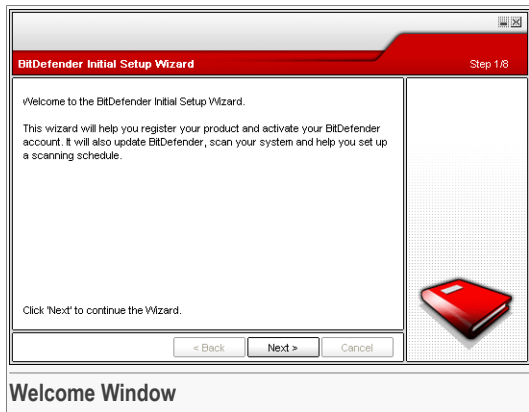 BitDefender Initial Setup Wizard
Step 1/8
Welcome to the BitDefender Initial Setup Wizard.
This wizard will help you register your product and activate your BitDefender
account. It will also update BitDefender, scan your system and help you set up
a scanning schedule.
Click 'Next' to continue the Wizard.
< Back
Next >
Cancel
Welcome Window